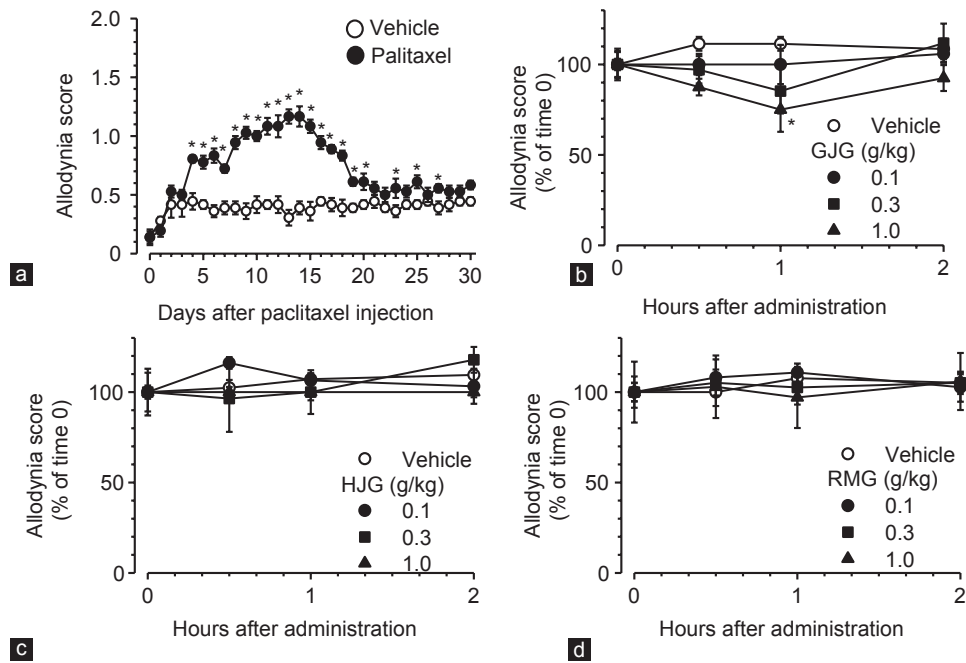 2.0
1.5
1.0
0.5
0
Allodynia score
Vehicle
Palitaxel
* * * * * * * * * * * * * * * * * * * *
0 5 10 15 20 25 30
Days after paclitaxel injection
a
100
50
0
Allodynia score
(% of time 0)
*
Vehicle
GJG (g/kg)
0.1
0.3
1.0
0 1 2
Hours after administration
b
100
50
0
Allodynia score
(% of time 0)
Vehicle
HJG (g/kg)
0.1
0.3
1.0
0 1 2
Hours after administration
c
100
50
0
Allodynia score
(% of time 0)
Vehicle
RMG (g/kg)
0.1
0.3
1.0
0 1 2
Hours after administration
d